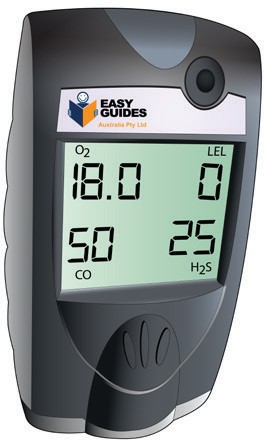 EASY
GUIDES
Australia Pty Ltd
O2 LEL
18.0 0
50 25
CO H2S